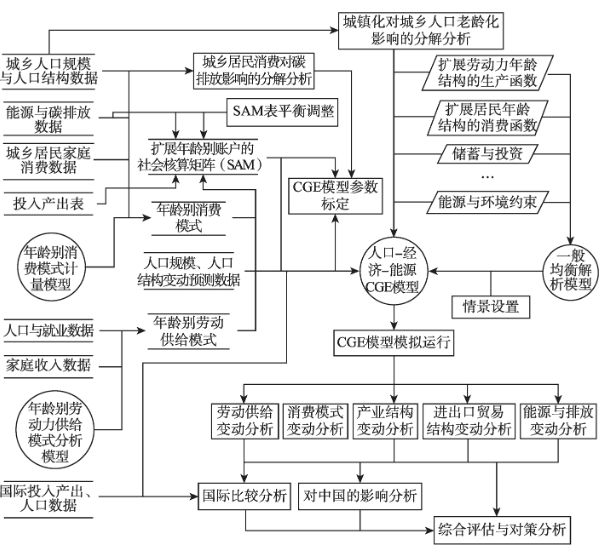 城镇化对城乡人口老龄化
影响的分解分析
城乡人口规模
与人口结构数据
城乡居民消费对碳
排放影响的分解分析
扩展劳动力年龄
结构的生产函数
能源与碳排放
数据
SAM表平衡调整
扩展居民年龄
结构的消费函数
城乡居民家庭
消费数据
扩展年龄别账户的
社会核算矩阵（SAM）
储蓄与投资
…
投入产出表
CGE模型参数
标定
能源与环境约束
年龄别消费
模式
年龄别消
费模式计
量模型
人口规模、人口
结构变动预测数据
人口–经
济–能源
CGE模型
一般
均衡解
析模型
情景设置
人口与就业数据
年龄别劳动
供给模式
CGE模型模拟运行
家庭收入数据
年龄别劳
动力供给
模式分析
模型
劳动供给
变动分析
消费模式
变动分析
产业结构
变动分析
进出口贸易
结构变动分析
能源与排放
变动分析
国际投入产出、
人口数据
国际比较分析
对中国的影响分析
综合评估与对策分析